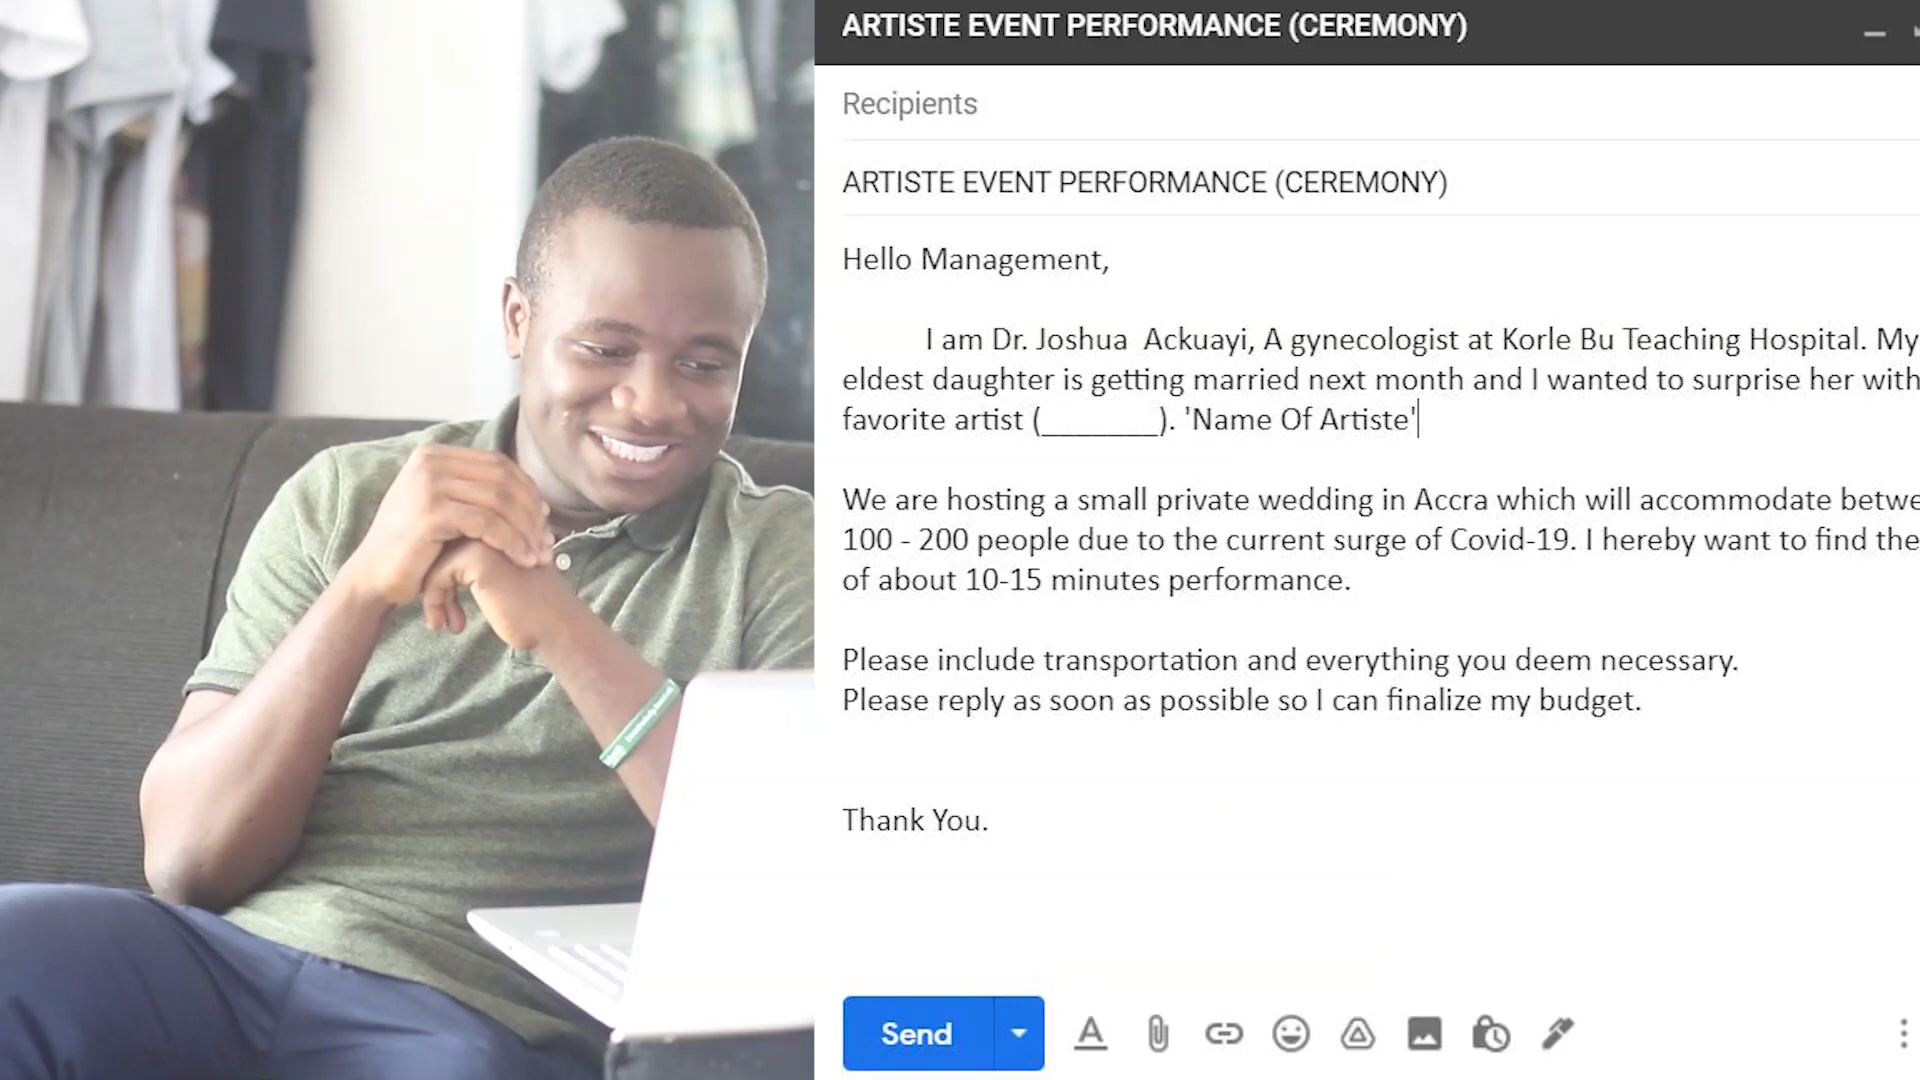 ARTISTE EVENT PERFORMANCE (CEREMONY)
Recipients
ARTISTE EVENT PERFORMANCE (CEREMONY)
Hello Management,
I am Dr. Joshua Ackuayi, A gynecologist at Korle Bu Teaching Hospital. My
eldest daughter is getting married next month and I wanted to surprise her with
favorite artist (_______). 'Name Of Artiste'
We are hosting a small private wedding in Accra which will accommodate betwe
100 - 200 people due to the current surge of Covid-19. I hereby want to find the
of about 10-15 minutes performance.
Please include transportation and everything you deem necessary.
Please reply as soon as possible so I can finalize my budget.
Thank You.
Send